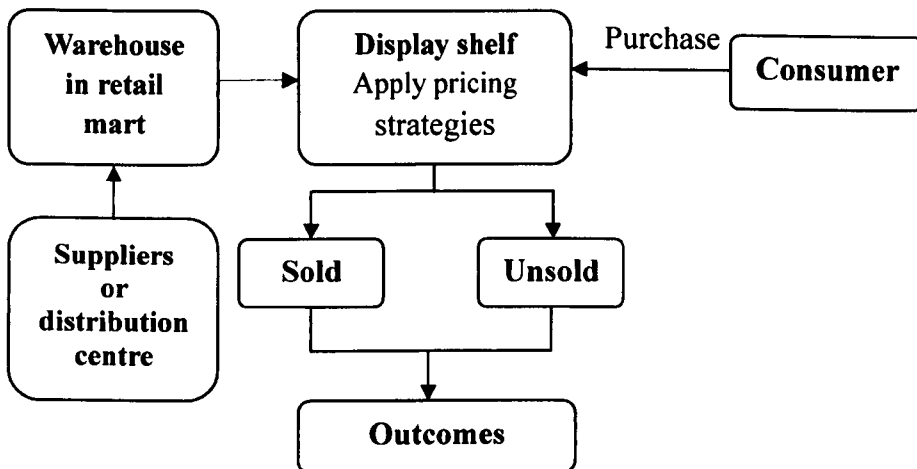 Warehouse
in retail
mart
Display shelf
Apply pricing
strategies
Purchase
Consumer
Suppliers
or
distribution
centre
Sold
Unsold
Outcomes